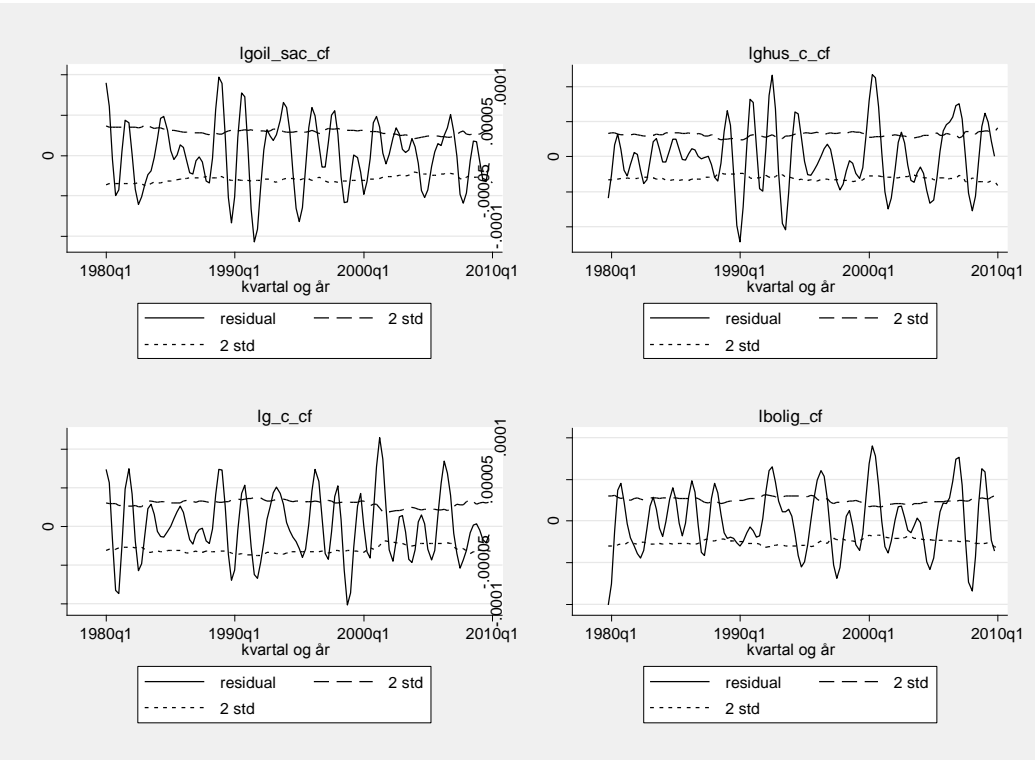 lgoil_sac_cf
0
1980q1 1990q1 2000q1 2010q1
kvartal og år
residual 2 std
2 std
lghus_c_cf
.0001
.00005
0
-.00005
-.0001
1980q1 1990q1 2000q1 2010q1
kvartal og år
residual 2 std
2 std
lg_c_cf
0
1980q1 1990q1 2000q1 2010q1
kvartal og år
residual 2 std
2 std
lbolig_cf
.0001
.00005
0
-.00005
-.0001
1980q1 1990q1 2000q1 2010q1
kvartal og år
residual 2 std
2 std